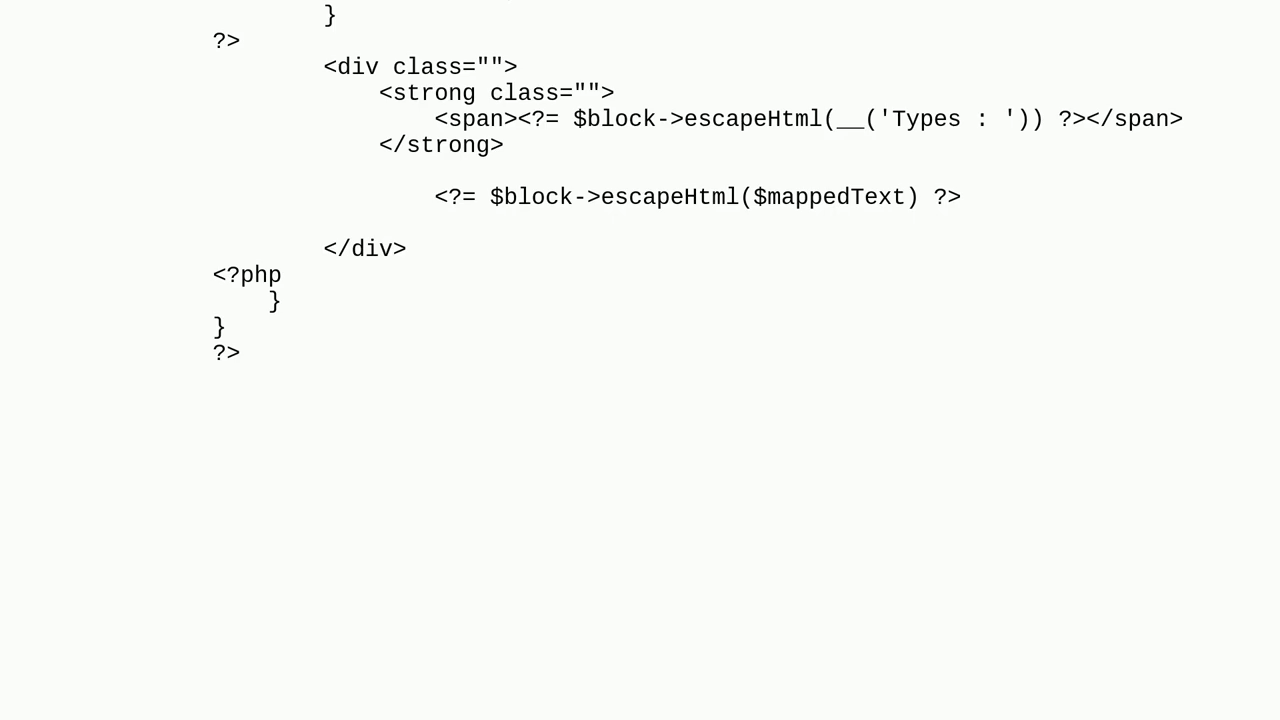 }
?>
<div class="">
<strong class="">
<span><?= $block->escapeHtml(__('Types : ')) ?></span>
</strong>
<?= $block->escapeHtml($mappedText) ?>
</div>
<?php
}
}
?>